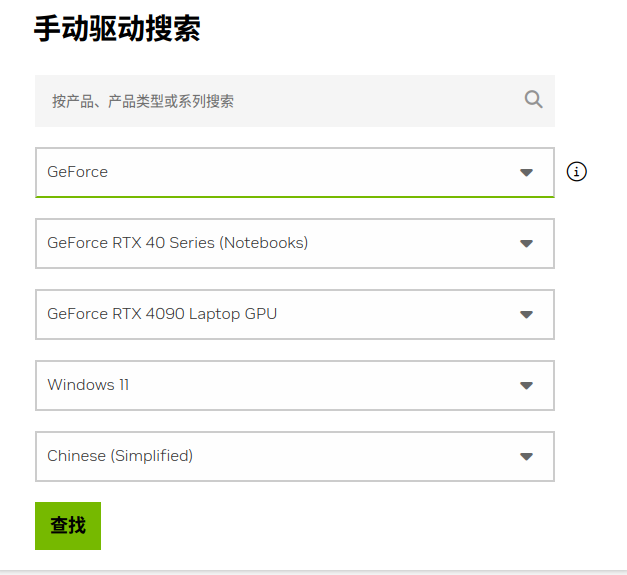 手动驱动搜索
按产品、产品类型或系列搜索
GeForce
GeForce RTX 40 Series (Notebooks)
GeForce RTX 4090 Laptop GPU
Windows 11
Chinese (Simplified)
查找